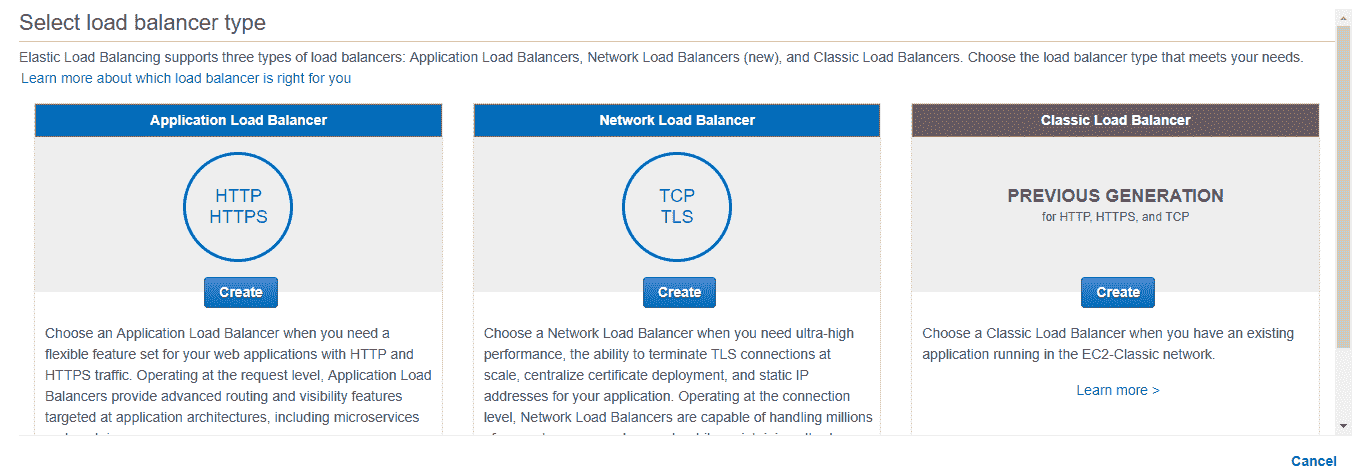 Select load balancer type
Elastic Load Balancing supports three types of load balancers: Application Load Balancers, Network Load Balancers (new), and Classic Load Balancers. Choose the load balancer type that meets your needs.
Learn more about which load balancer is right for you
Application Load Balancer
HTTP
HTTPS
Create
Choose an Application Load Balancer when you need a
flexible feature set for your web applications with HTTP and
HTTPS traffic. Operating at the request level, Application Load
Balancers provide advanced routing and visibility features
targeted at application architectures, including microservices
Network Load Balancer
TCP
TLS
Create
Choose a Network Load Balancer when you need ultra-high
performance, the ability to terminate TLS connections at
scale, centralize certificate deployment, and static IP
addresses for your application. Operating at the connection
level, Network Load Balancers are capable of handling millions
Classic Load Balancer
PREVIOUS GENERATION
for HTTP, HTTPS, and TCP
Create
Choose a Classic Load Balancer when you have an existing
application running in the EC2-Classic network.
Learn more >
Cancel